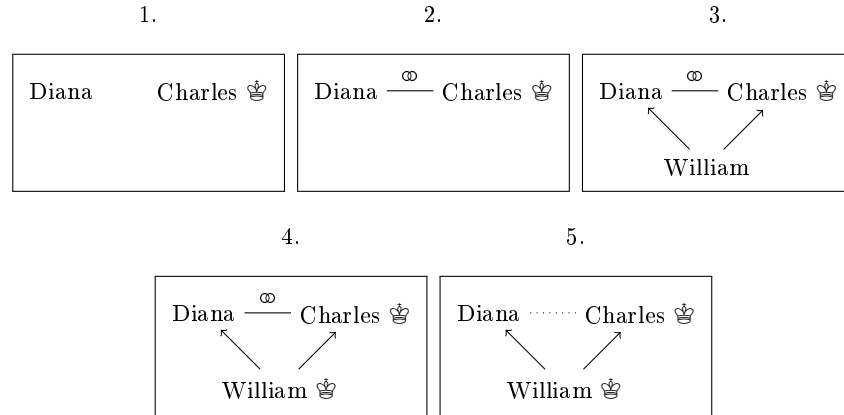 1. 2. 3.
Diana Charles ♔ Diana ⚭ Charles ♔ Diana ⚭ Charles ♔
William
4. 5.
Diana ⚭ Charles ♔ Diana Charles ♔
William ♔ William ♔